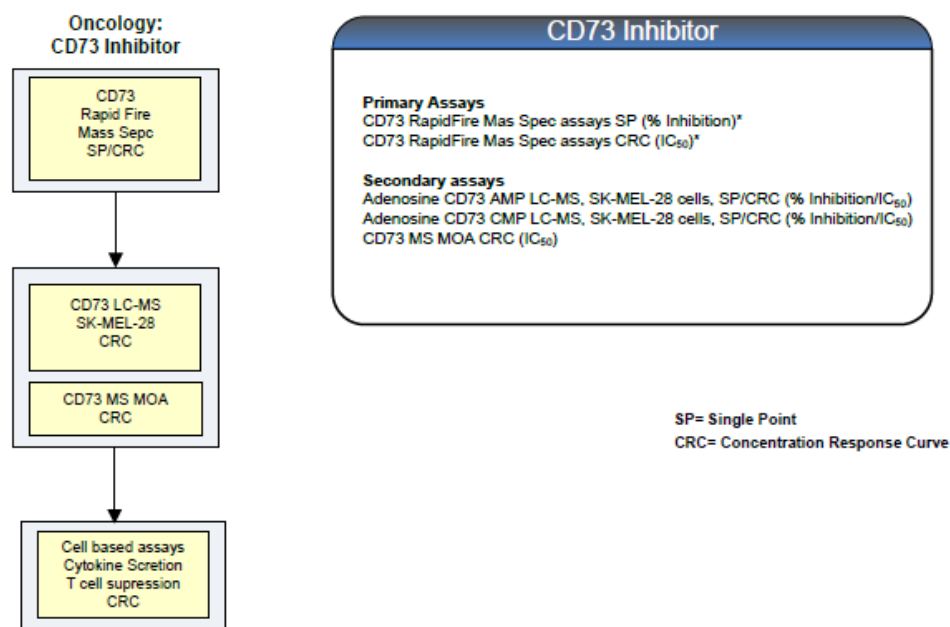 Oncology:
CD73 Inhibitor
CD73
Rapid Fire
Mass Sepc
SP/CRC
CD73 LC-MS
SK-MEL-28
CRC
CD73 MS MOA
CRC
Cell based assays
Cytokine Scretion
T cell supression
CRC
CD73 Inhibitor
Primary Assays
CD73 RapidFire Mas Spec assays SP (% Inhibition)*
CD73 RapidFire Mas Spec assays CRC (IC₅₀)*
Secondary assays
Adenosine CD73 AMP LC-MS, SK-MEL-28 cells, SP/CRC (% Inhibition/IC₅₀)
Adenosine CD73 CMP LC-MS, SK-MEL-28 cells, SP/CRC (% Inhibition/IC₅₀)
CD73 MS MOA CRC (IC₅₀)
SP= Single Point
CRC= Concentration Response Curve